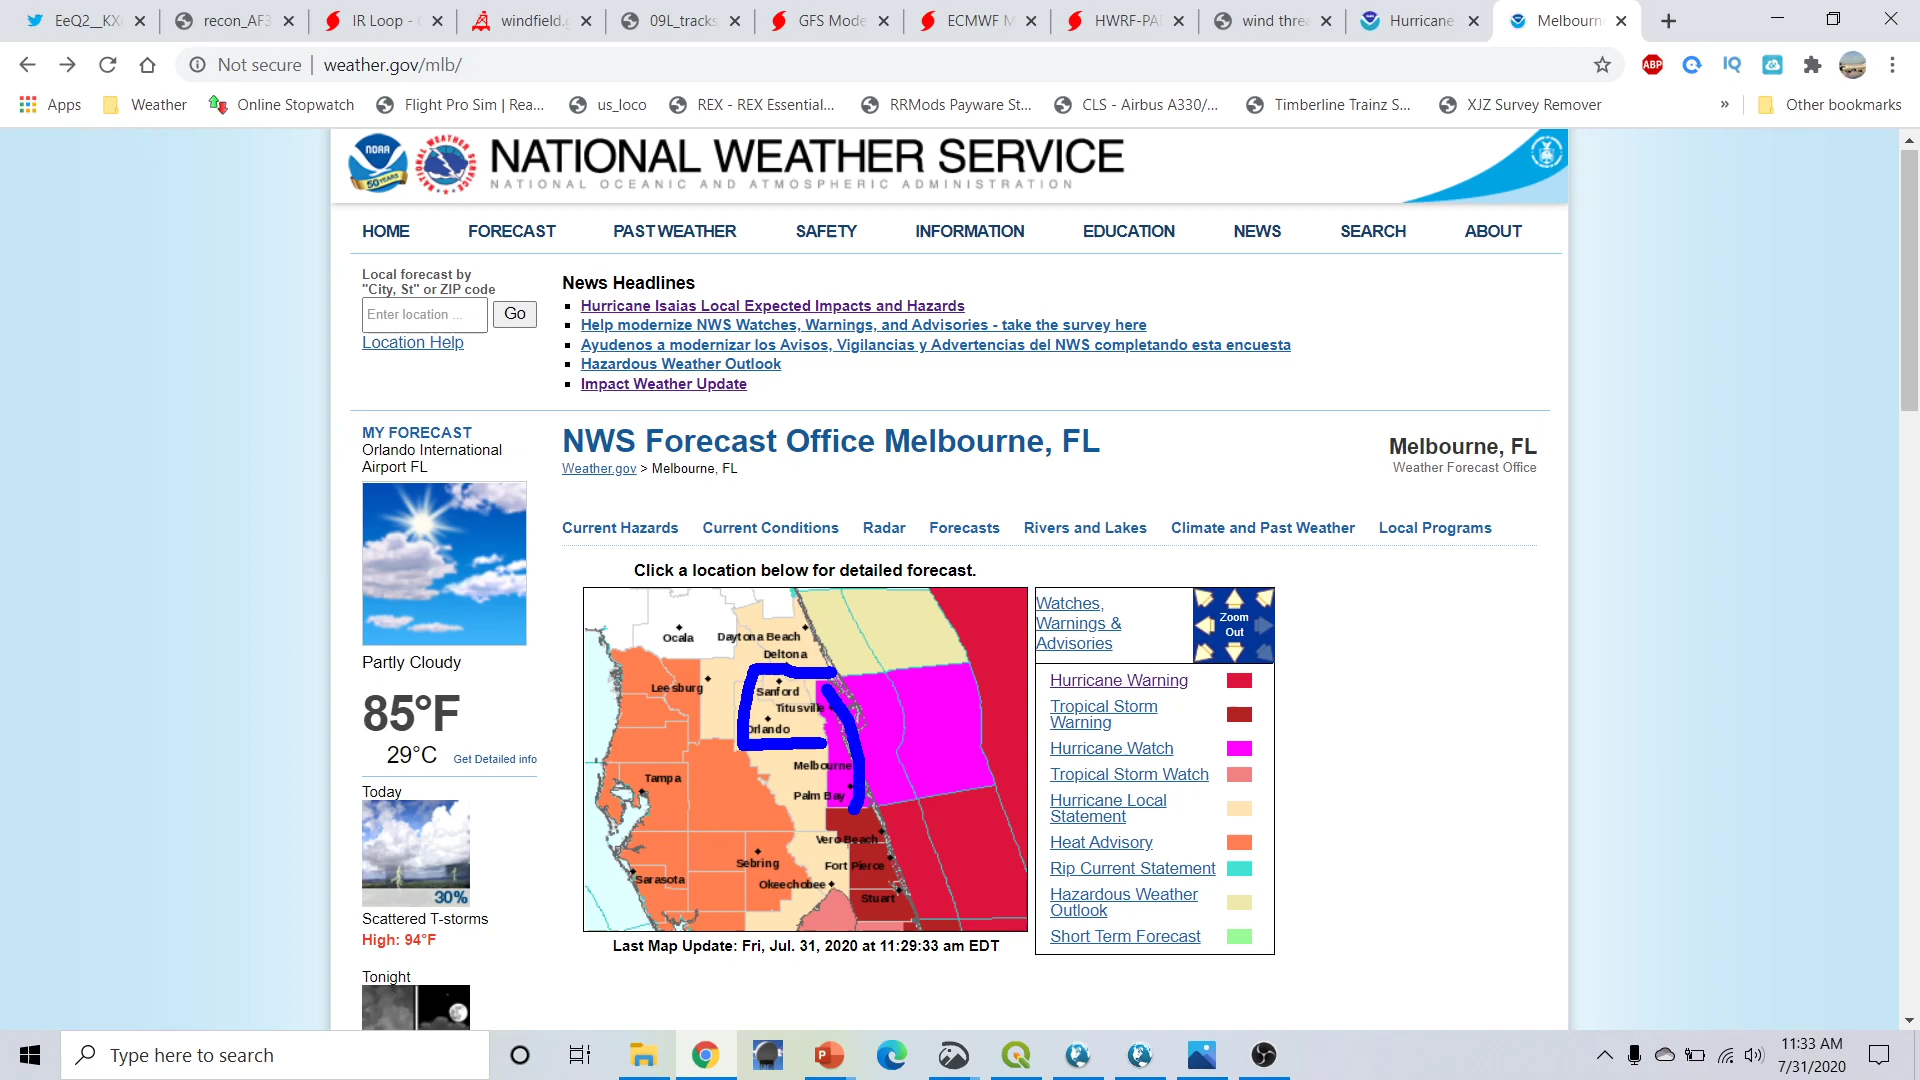 EeQ2__KX
recon_AF3
IR Loop -
windfield.
09L_tracks
GFS Mode
ECMWF M
HWRF-PA
wind thre
Hurricane
Melbourn
Not secure | weather.gov/mlb/
ABP
IQ
Apps
Weather
Online Stopwatch
Flight Pro Sim | Rea...
us_loco
REX - REX Essential...
RRMods Payware St...
CLS - Airbus A330/...
Timberline Trainz S...
XJZ Survey Remover
»
Other bookmarks
NOAA
50 YEARS
NATIONAL WEATHER SERVICE
NATIONAL OCEANIC AND ATMOSPHERIC ADMINISTRATION
HOME FORECAST PAST WEATHER SAFETY INFORMATION EDUCATION NEWS SEARCH ABOUT
Local forecast by
"City, St" or ZIP code
Enter location ...
Go
Location Help
News Headlines
Hurricane Isaias Local Expected Impacts and Hazards
Help modernize NWS Watches, Warnings, and Advisories - take the survey here
Ayudenos a modernizar los Avisos, Vigilancias y Advertencias del NWS completando esta encuesta
Hazardous Weather Outlook
Impact Weather Update
MY FORECAST
Orlando International
Airport FL
Partly Cloudy
85°F
29°C
Get Detailed info
Today
30%
Scattered T-storms
High: 94°F
Tonight
NWS Forecast Office Melbourne, FL
Weather.gov > Melbourne, FL
Melbourne, FL
Weather Forecast Office
Current Hazards Current Conditions Radar Forecasts Rivers and Lakes Climate and Past Weather Local Programs
Click a location below for detailed forecast.
Ocala
Daytona Beach
Deltona
Leesburg
Sanford
Titusville
Orlando
Melbourne
Tampa
Palm Bay
Vero Beach
Sebring
Fort Pierce
Sarasota
Okeechobee
Stuart
Last Map Update: Fri, Jul. 31, 2020 at 11:29:33 am EDT
Watches,
Warnings &
Advisories
Zoom
Out
Hurricane Warning
Tropical Storm
Warning
Hurricane Watch
Tropical Storm Watch
Hurricane Local
Statement
Heat Advisory
Rip Current Statement
Hazardous Weather
Outlook
Short Term Forecast
Type here to search
11:33 AM
7/31/2020